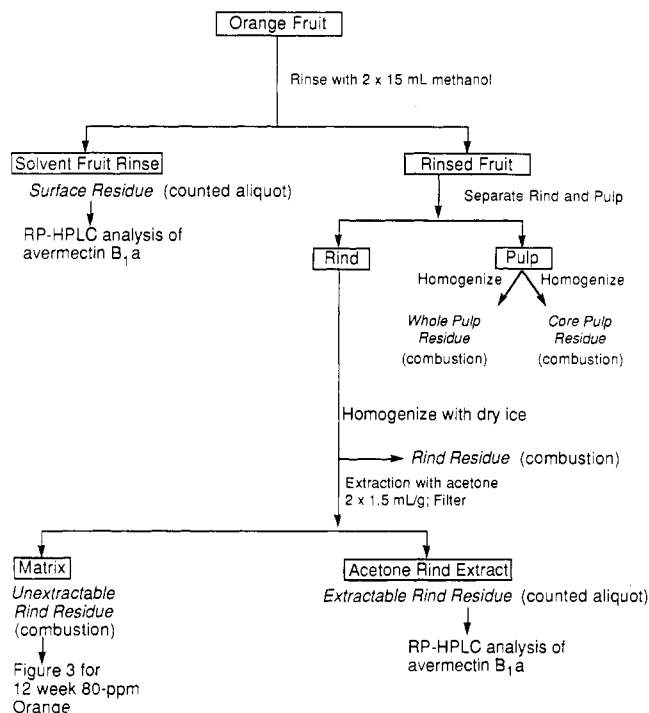 Orange Fruit
Rinse with 2 x 15 mL methanol
Solvent Fruit Rinse
Rinsed Fruit
Surface Residue (counted aliquot)
Separate Rind and Pulp
RP-HPLC analysis of
avermectin B₁a
Rind
Pulp
Homogenize
Homogenize
Whole Pulp
Residue
(combustion)
Core Pulp
Residue
(combustion)
Homogenize with dry ice
Rind Residue (combustion)
Extraction with acetone
2 x 1.5 mL/g; Filter
Matrix
Acetone Rind Extract
Unextractable
Rind Residue
(combustion)
Extractable Rind Residue (counted aliquot)
Figure 3 for
12 week 80-ppm
Orange
RP-HPLC analysis of
avermectin B₁a